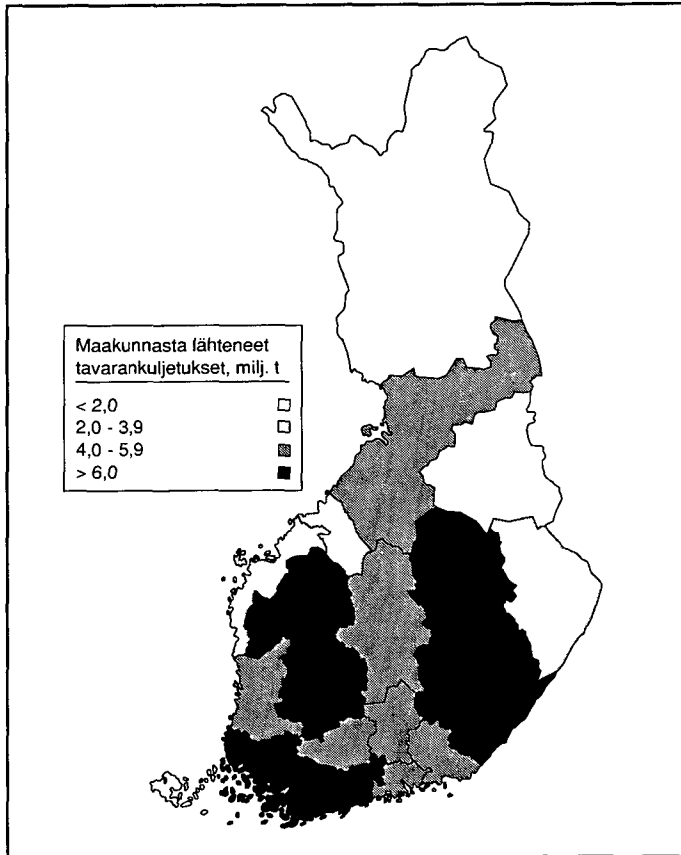 Maakunnasta lähteneet
tavarankuljetukset, milj. t
< 2,0
2,0 - 3,9
4,0 - 5,9
> 6,0